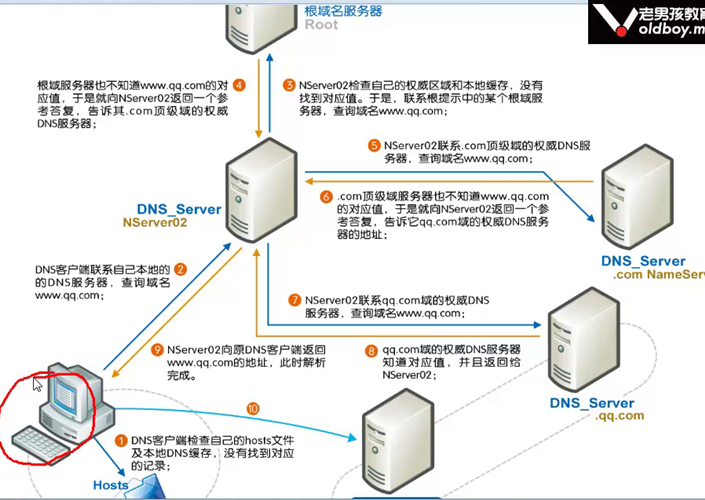 根域名服务器
Root
老男孩教育
oldboy.m
根域服务器也不知道www.qq.com的对
应值，于是就向NServer02返回一个参
考答复，告诉其.com顶级域的权威
DNS服务器；
4
3
NServer02检查自己的权威区域和本地缓存，没有
找到对应值。于是，联系根提示中的某个根域服
务器，查询域名www.qq.com；
5
NServer02联系.com顶级域的权威DNS服
务器，查询域名www.qq.com；
DNS_Server
NServer02
6
.com顶级域服务器也不知道www.qq.com
的对应值，于是就向NServer02返回一个参
考答复，告诉它qq.com域的权威DNS服务
器的地址；
DNS_Server
.com NameServ
DNS客户端联系自己本地的
的DNS服务器，查询域名
www.qq.com；
2
7
NServer02联系qq.com域的权威DNS
服务器，查询域名www.qq.com；
9
NServer02向原DNS客户端返回
www.qq.com的地址，此时解析
完成。
8
qq.com域的权威DNS服务器
知道对应值，并且返回给
NServer02；
DNS_Server
.qq.com
10
1
DNS客户端检查自己的hosts文件
及本地DNS缓存，没有找到对应
的记录；
Hosts